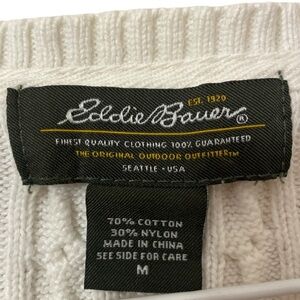 EST. 1920
Eddie Bauer®
FINEST QUALITY CLOTHING 100% GUARANTEED
THE ORIGINAL OUTDOOR OUTFITTER™
SEATTLE • USA
70% COTTON
30% NYLON
MADE IN CHINA
SEE SIDE FOR CARE
M